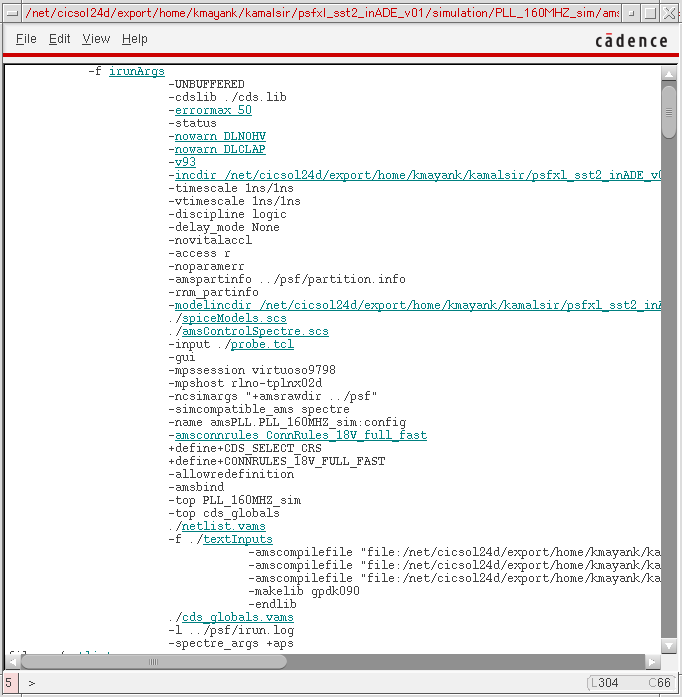 /net/cicsol24d/export/home/kmayank/kamalsir/psfxl_sst2_inADE_v01/simulation/PLL_160MHZ_sim/ams
File Edit View Help
cādence
-f irunArgs
-UNBUFFERED
-cdslib ./cds.lib
-errormax 50
-status
-nowarn DLNOHV
-nowarn DLCLAP
-v93
-incdir /net/cicsol24d/export/home/kmayank/kamalsir/psfxl_sst2_inADE_v0
-timescale 1ns/1ns
-vtimescale 1ns/1ns
-discipline logic
-delay_mode None
-novitalaccl
-access r
-noparamerr
-amspartinfo ../psf/partition.info
-rnm_partinfo
-modelincdir /net/cicsol24d/export/home/kmayank/kamalsir/psfxl_sst2_inA
./spiceModels.scs
./amsControlSpectre.scs
-input ./probe.tcl
-gui
-mpssession virtuoso9798
-mpshost rlno-tplnx02d
-ncsimargs "+amsrawdir ../psf"
-simcompatible_ams spectre
-name amsPLL.PLL_160MHZ_sim:config
-amsconnrules ConnRules_18V_full_fast
+define+CDS_SELECT_CRS
+define+CONNRULES_18V_FULL_FAST
-allowredefinition
-amsbind
-top PLL_160MHZ_sim
-top cds_globals
./netlist.vams
-f ./textInputs
-amscompilefile "file:/net/cicsol24d/export/home/kmayank/ka
-amscompilefile "file:/net/cicsol24d/export/home/kmayank/ka
-amscompilefile "file:/net/cicsol24d/export/home/kmayank/ka
-makelib gpdk090
-endlib
./cds_globals.vams
-l ../psf/irun.log
-spectre_args +aps
5 >
L304 C66